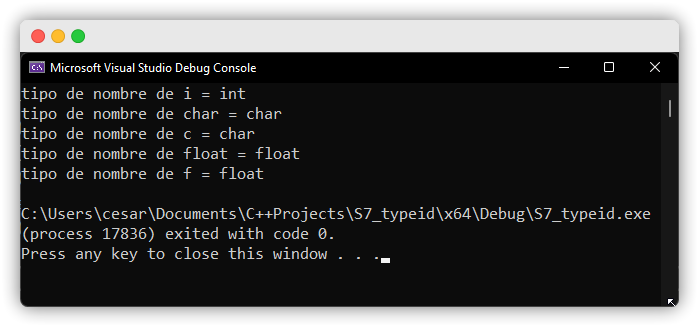 C:\ Microsoft Visual Studio Debug Console
tipo de nombre de i = int
tipo de nombre de char = char
tipo de nombre de c = char
tipo de nombre de float = float
tipo de nombre de f = float
C:\Users\cesar\Documents\C++Projects\S7_typeid\x64\Debug\S7_typeid.exe
(process 17836) exited with code 0.
Press any key to close this window . . .